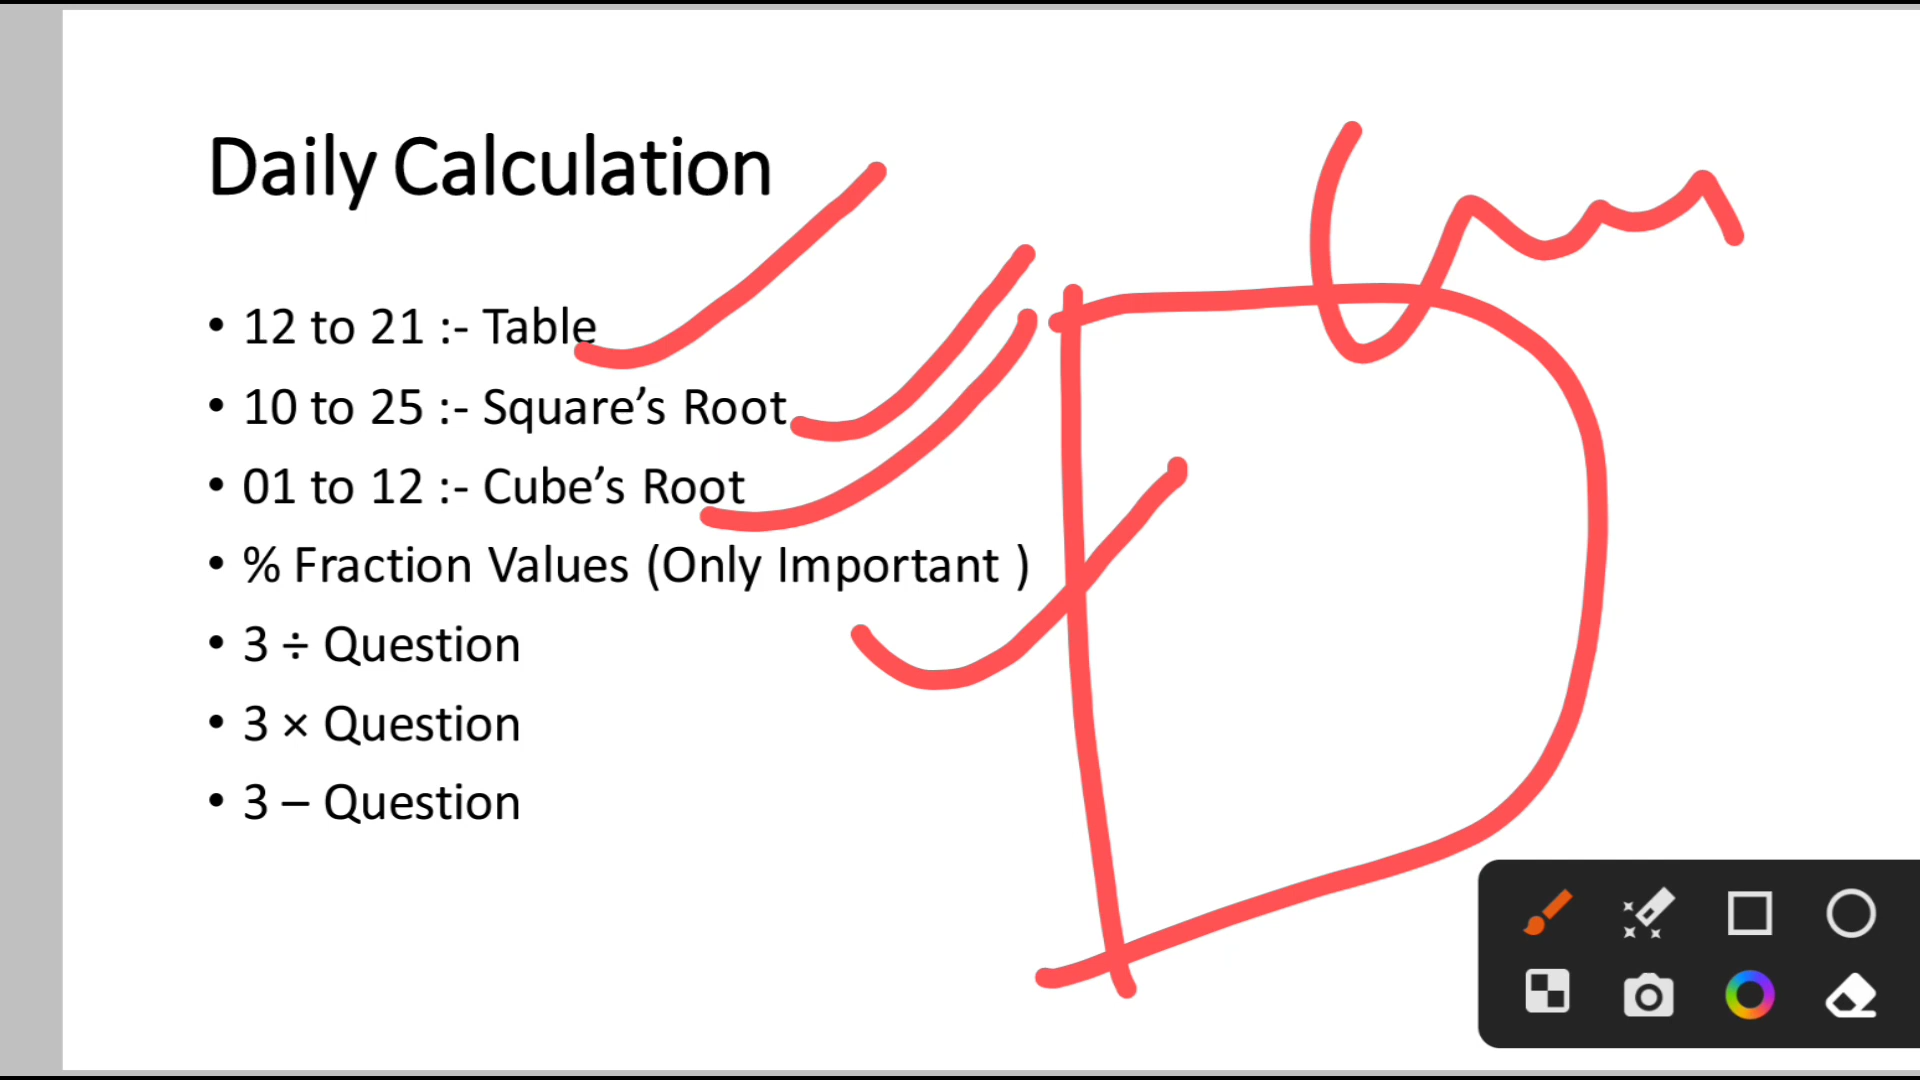 Daily Calculation
• 12 to 21 :- Table
• 10 to 25 :- Square’s Root
• 01 to 12 :- Cube’s Root
• % Fraction Values (Only Important )
• 3 ÷ Question
• 3 × Question
• 3 – Question